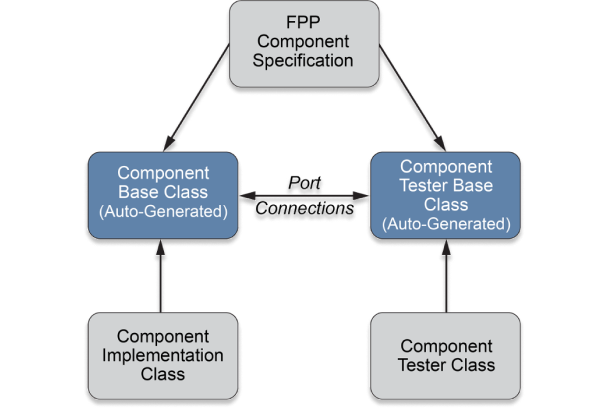 FPP
Component
Specification
Component
Base Class
(Auto-Generated)
Port
Connections
Component
Tester Base
Class
(Auto-Generated)
Component
Implementation
Class
Component
Tester Class